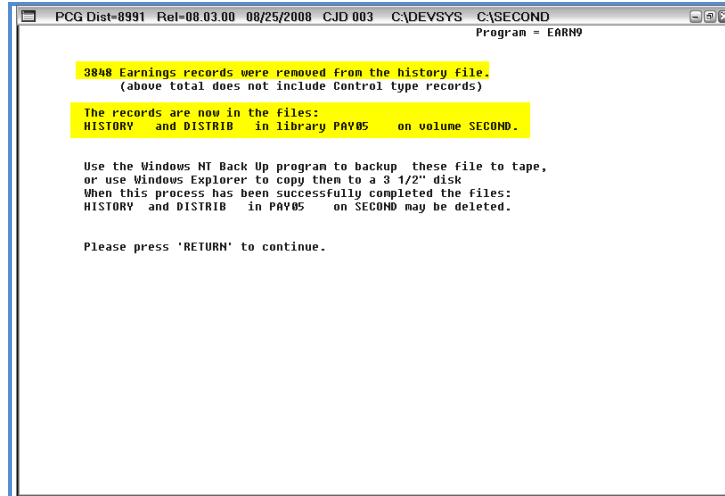 PCG Dist=8991 Rel=08.03.00 08/25/2008 CJD 003 C:\DEVSYS C:\SECOND
Program = EARN9
3848 Earnings records were removed from the history file.
(above total does not include Control type records)
The records are now in the files:
HISTORY and DISTRIB in library PAY05 on volume SECOND.
Use the Windows NT Back Up program to backup these file to tape,
or use Windows Explorer to copy them to a 3 1/2" disk
When this process has been successfully completed the files:
HISTORY and DISTRIB in PAY05 on SECOND may be deleted.
Please press 'RETURN' to continue.